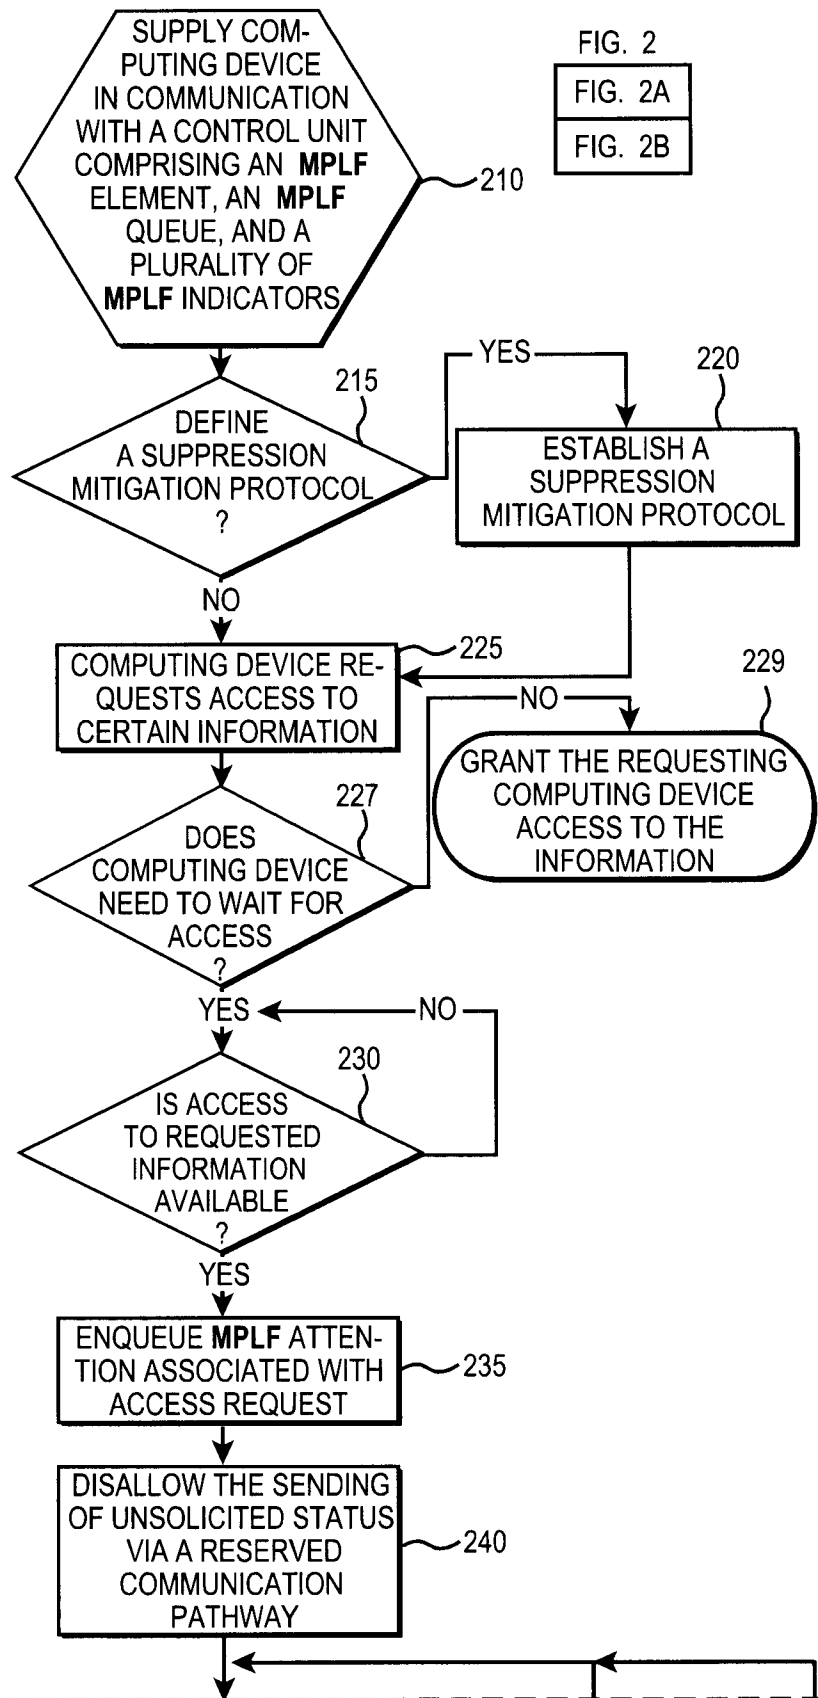 SUPPLY COM-
PUTING DEVICE
IN COMMUNICATION
WITH A CONTROL UNIT
COMPRISING AN MPLF
ELEMENT, AN MPLF
QUEUE, AND A
PLURALITY OF
MPLF INDICATORS
210
FIG. 2
FIG. 2A
FIG. 2B
215
DEFINE
A SUPPRESSION
MITIGATION PROTOCOL
?
YES
220
ESTABLISH A
SUPPRESSION
MITIGATION PROTOCOL
NO
225
COMPUTING DEVICE RE-
QUESTS ACCESS TO
CERTAIN INFORMATION
227
DOES
COMPUTING DEVICE
NEED TO WAIT FOR
ACCESS
?
NO
229
GRANT THE REQUESTING
COMPUTING DEVICE
ACCESS TO THE
INFORMATION
YES
NO
230
IS ACCESS
TO REQUESTED
INFORMATION
AVAILABLE
?
YES
ENQUEUE MPLF ATTEN-
TION ASSOCIATED WITH
ACCESS REQUEST
235
DISALLOW THE SENDING
OF UNSOLICITED STATUS
VIA A RESERVED
COMMUNICATION
PATHWAY
240